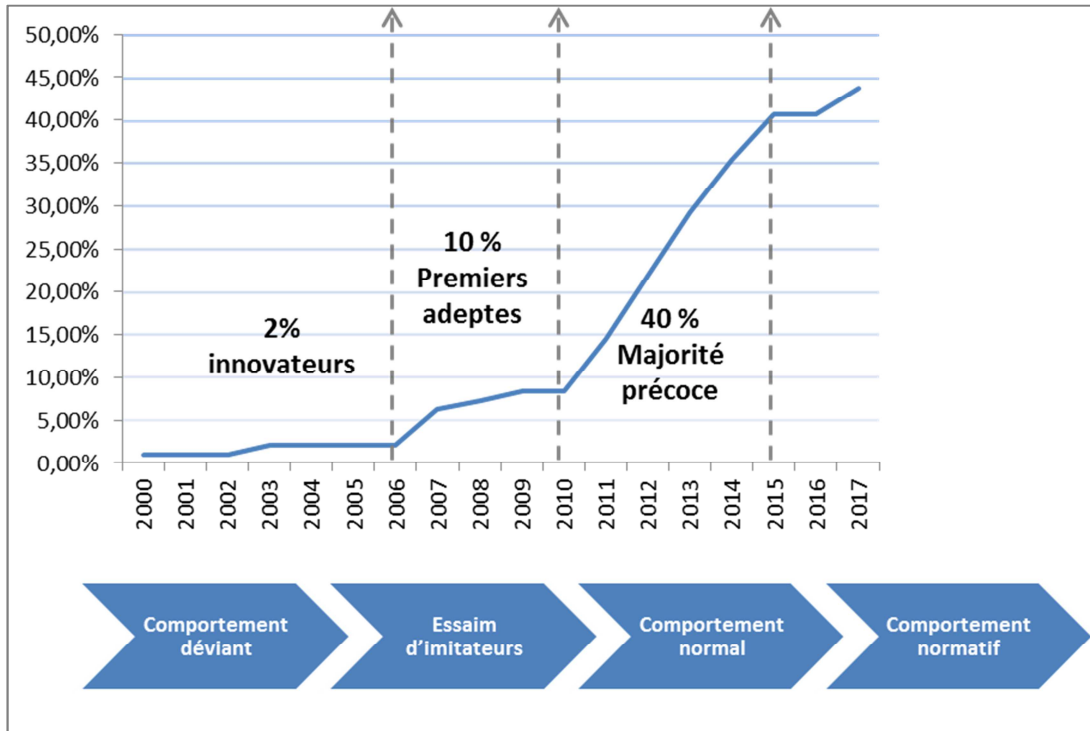 50,00%
45,00%
40,00%
35,00%
30,00%
25,00%
20,00%
15,00%
10,00%
5,00%
0,00%
2%
innovateurs
10 %
Premiers
adeptes
40 %
Majorité
précoce
2000
2001
2002
2003
2004
2005
2006
2007
2008
2009
2010
2011
2012
2013
2014
2015
2016
2017
Comportement
déviant
Essaim
d'imitateurs
Comportement
normal
Comportement
normatif